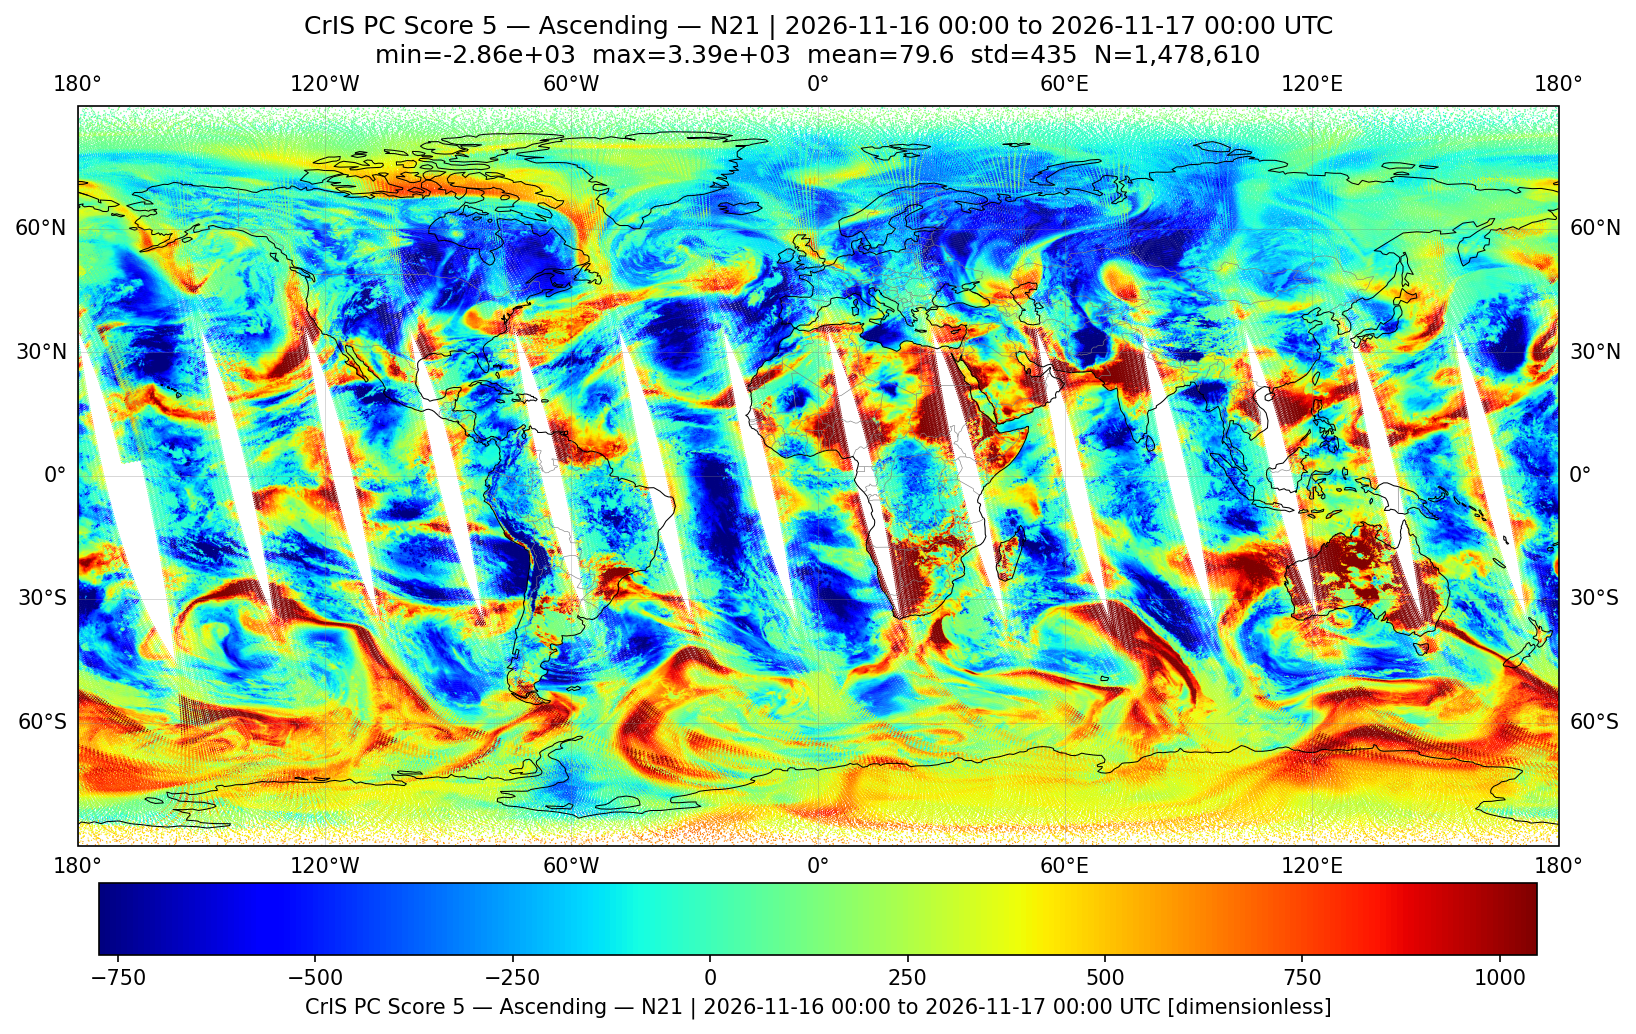 CrIS PC Score 5 — Ascending — N21 | 2026-11-16 00:00 to 2026-11-17 00:00 UTC
min=-2.86e+03 max=3.39e+03 mean=79.6 std=435 N=1,478,610
180° 120°W 60°W 0° 60°E 120°E 180°
60°N 60°N
30°N 30°N
0° 0°
30°S 30°S
60°S 60°S
180° 120°W 60°W 0° 60°E 120°E 180°
−750 −500 −250 0 250 500 750 1000
CrIS PC Score 5 — Ascending — N21 | 2026-11-16 00:00 to 2026-11-17 00:00 UTC [dimensionless]